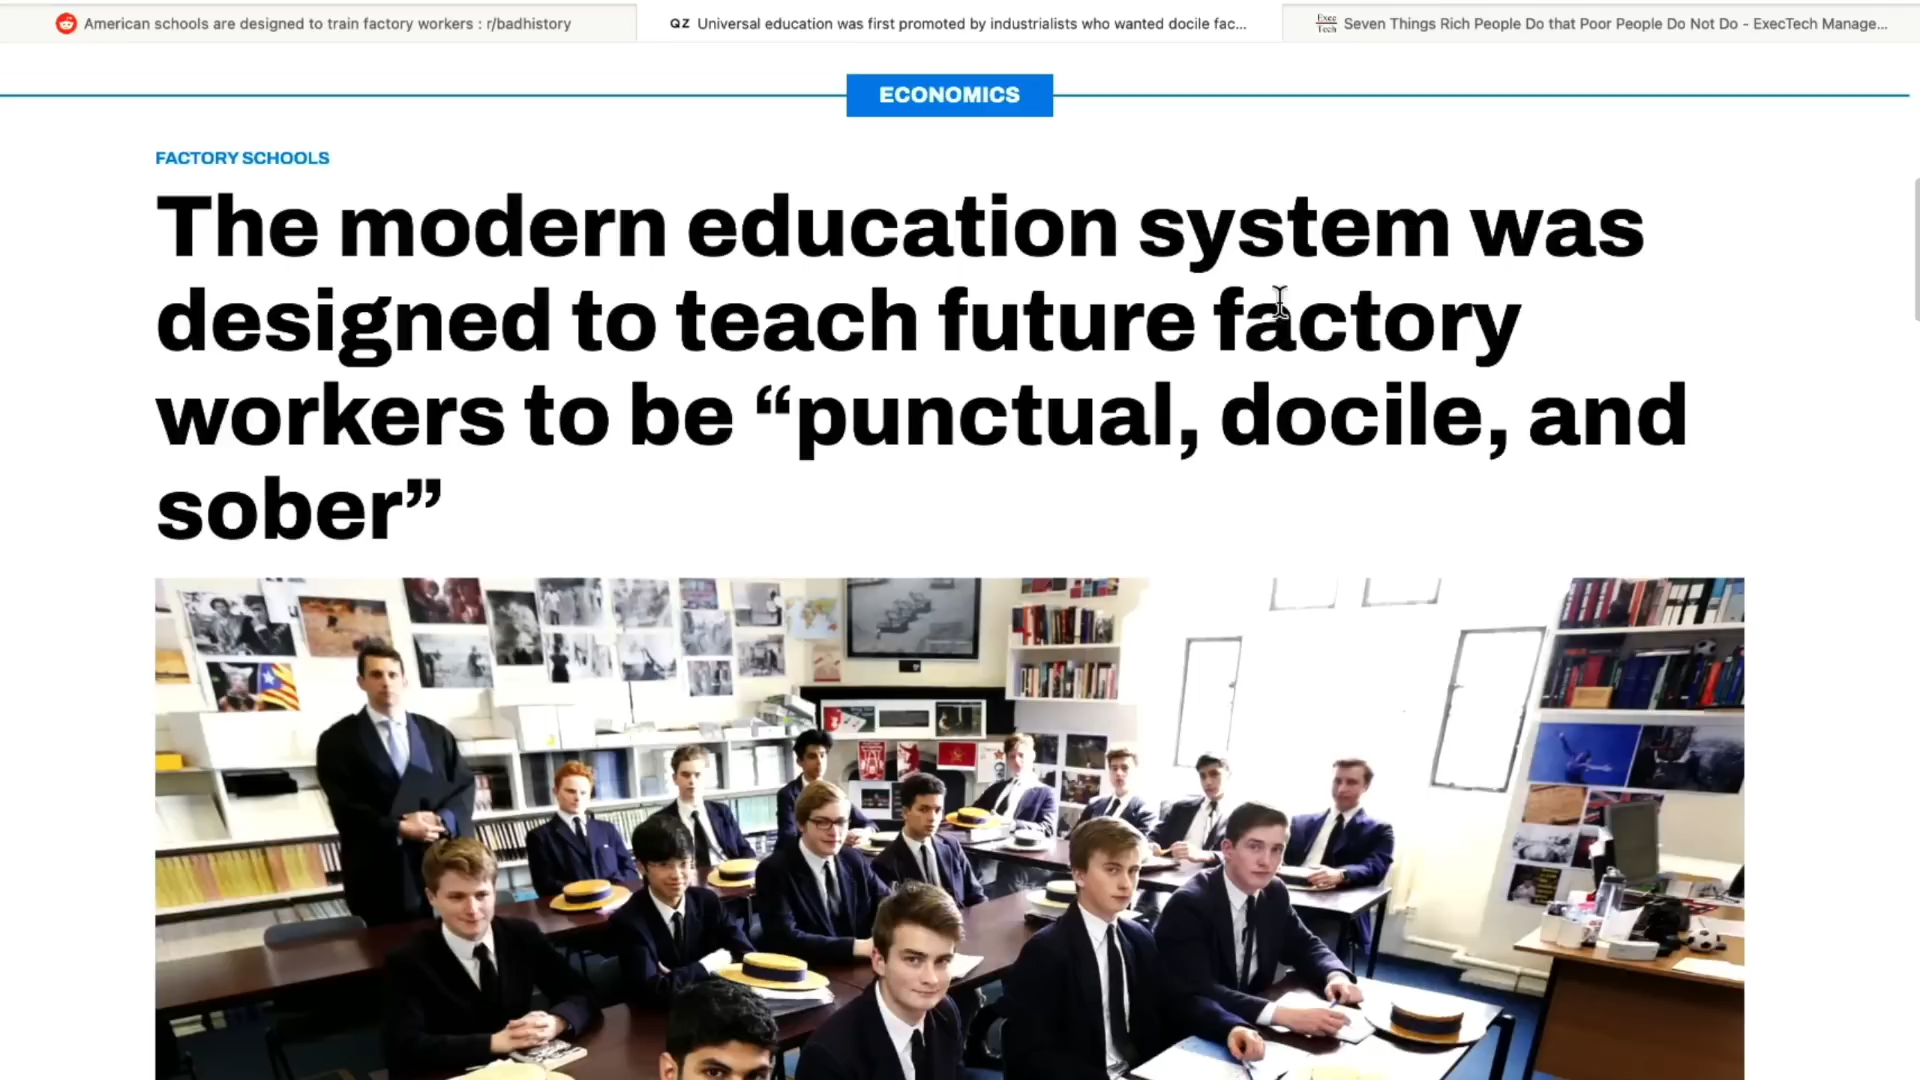 American schools are designed to train factory workers : r/badhistory
QZ Universal education was first promoted by industrialists who wanted docile fac...
Exec Tech Seven Things Rich People Do that Poor People Do Not Do - ExecTech Manage...
ECONOMICS
FACTORY SCHOOLS
The modern education system was
designed to teach future factory
workers to be “punctual, docile, and
sober”